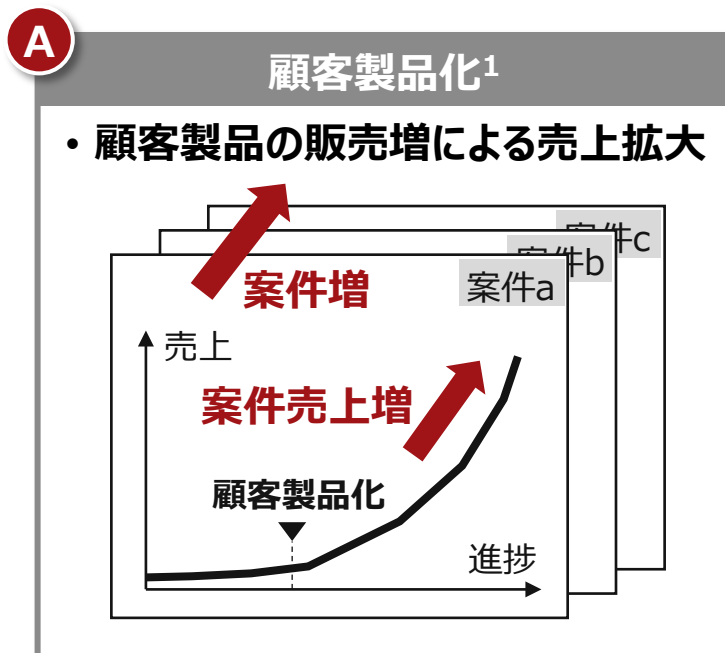 A
顧客製品化1
・顧客製品の販売増による売上拡大
案件c
案件b
案件a
案件増
売上
案件売上増
顧客製品化
進捗